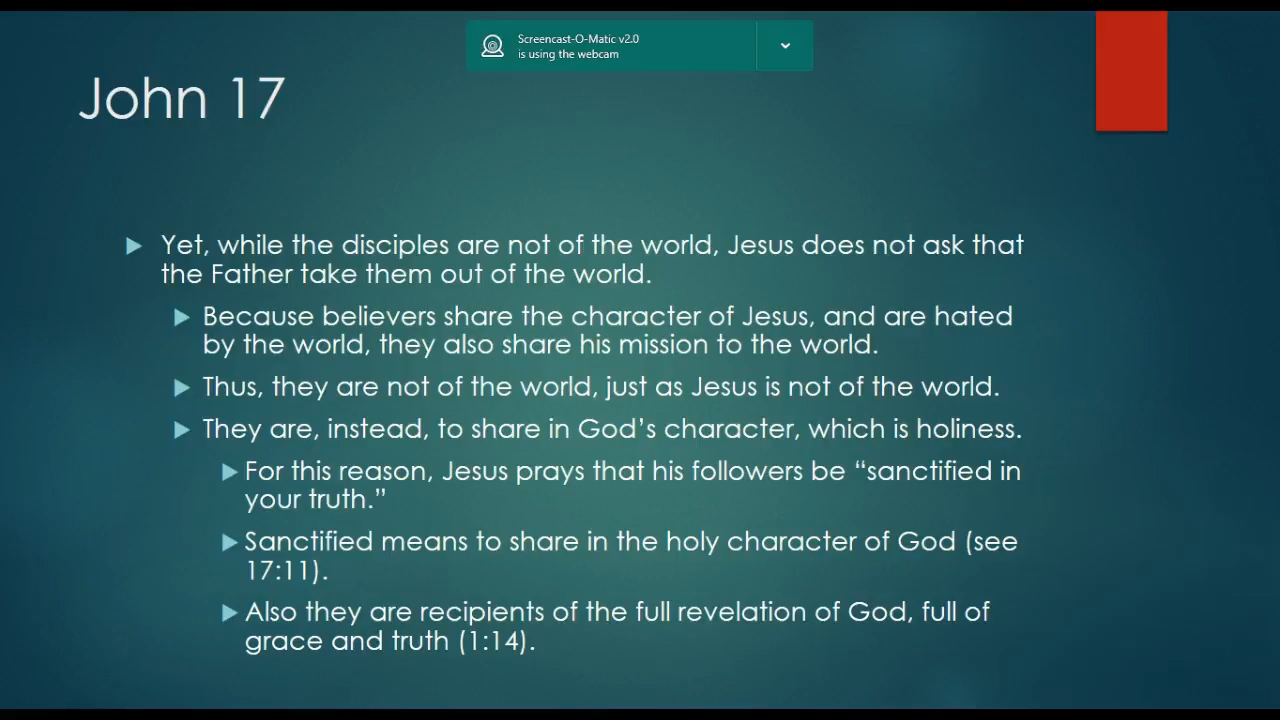 Screencast-O-Matic v2.0
is using the webcam
John 17
Yet, while the disciples are not of the world, Jesus does not ask that
the Father take them out of the world.
Because believers share the character of Jesus, and are hated
by the world, they also share his mission to the world.
Thus, they are not of the world, just as Jesus is not of the world.
They are, instead, to share in God’s character, which is holiness.
For this reason, Jesus prays that his followers be “sanctified in
your truth.”
Sanctified means to share in the holy character of God (see
17:11).
Also they are recipients of the full revelation of God, full of
grace and truth (1:14).